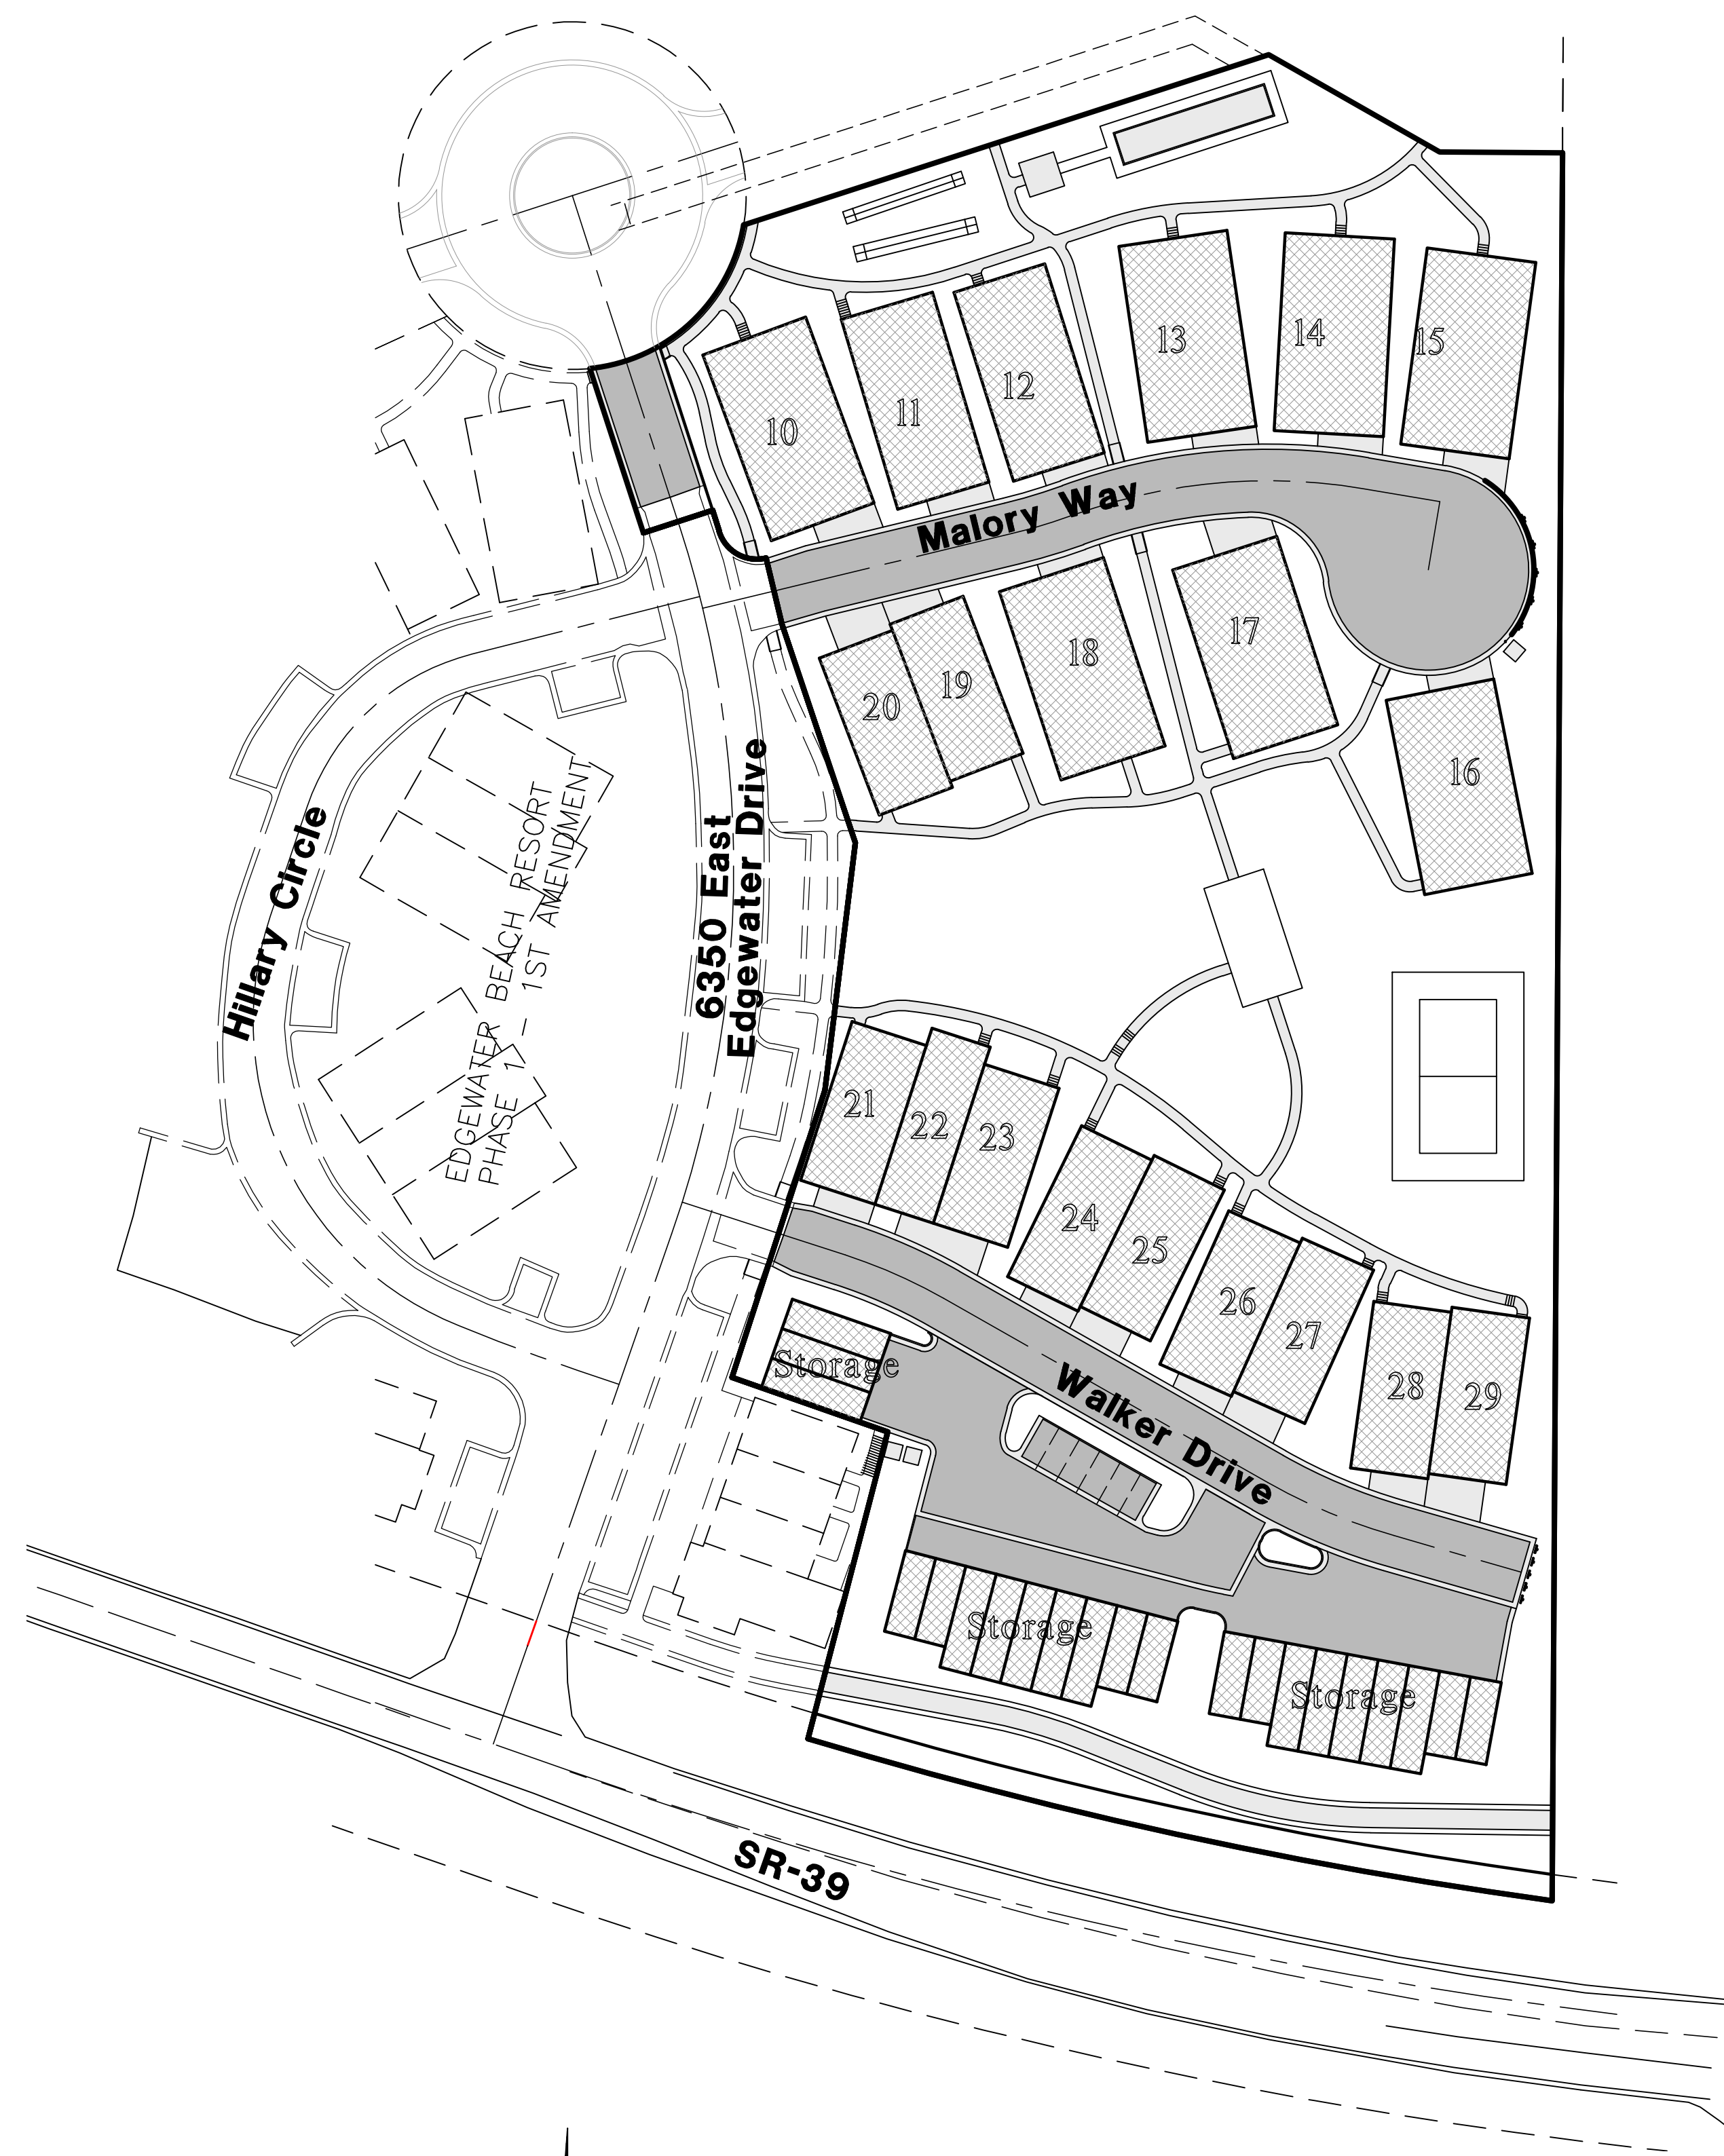 13
14
15
12
11
10
Malory Way
17
18
19
20
16
Hillary Circle
EDGEWATER BEACH RESORT
PHASE 1 - 1ST AMENDMENT
6350 East
Edgewater Drive
21
22
23
24
25
26
27
28
29
Storage
Walker Drive
Storage
Storage
SR-39